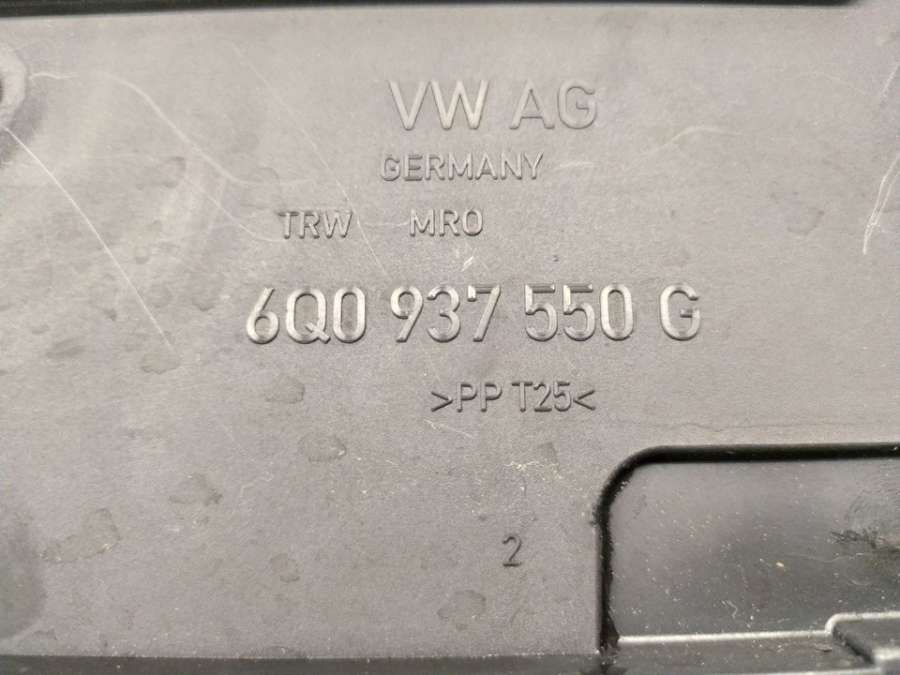 VW AG
GERMANY
TRW MRO
6Q0 937 550 G
>PP T25<
2